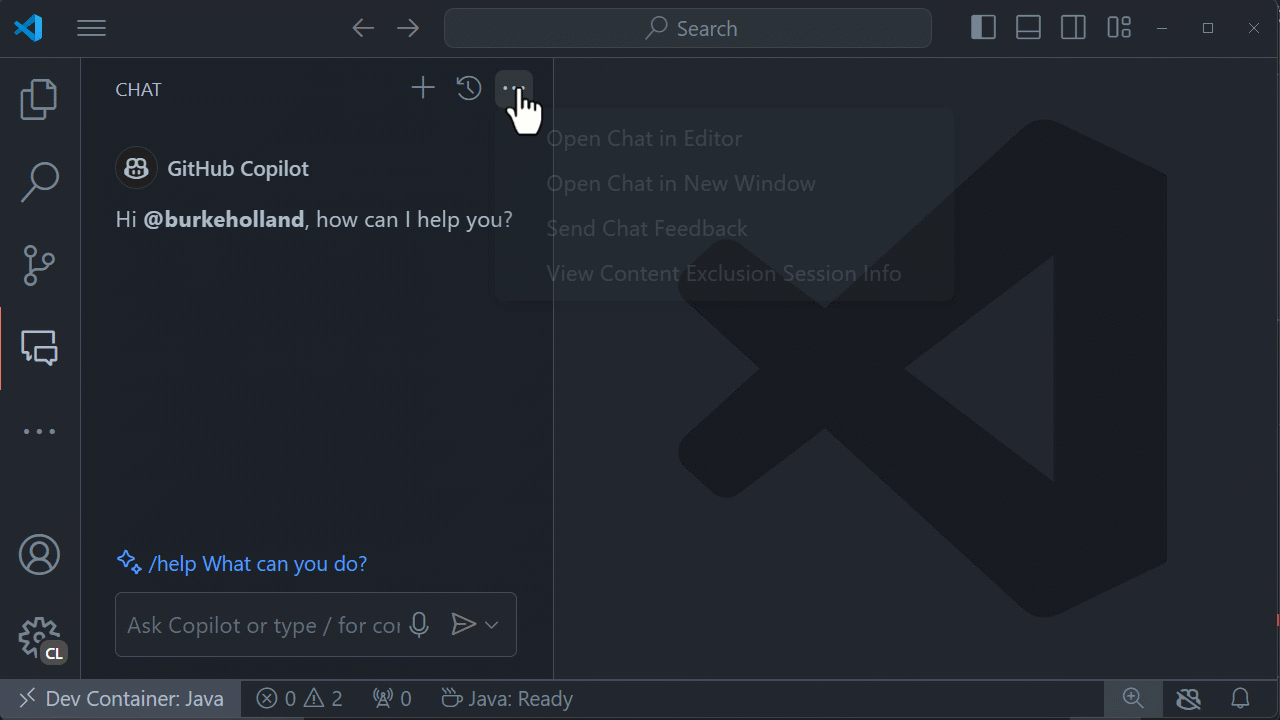 Search
CHAT
Open Chat in Editor
Open Chat in New Window
Send Chat Feedback
View Content Exclusion Session Info
GitHub Copilot
Hi @burkeholland, how can I help you?
/help What can you do?
Ask Copilot or type / for cor
CL
Dev Container: Java
0
2
0
Java: Ready